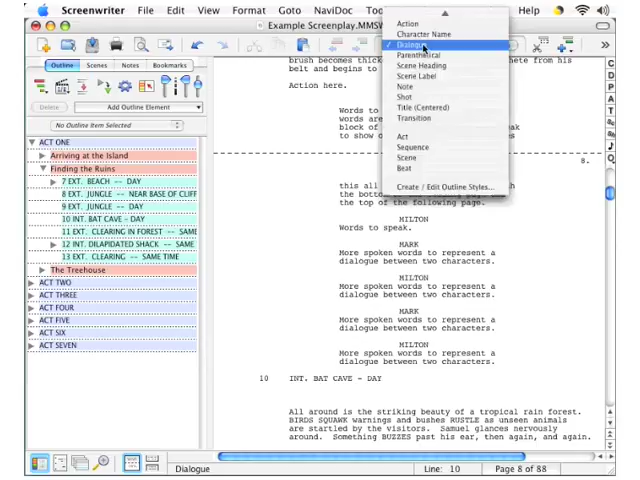 Screenwriter File Edit View Format GoTo NaviDoc Help
Example Screenplay.MMSW
Outline Scenes Notes Bookmarks
Delete Add Outline Element
No Outline Item Selected
ACT ONE
Arriving at the Island
Finding the Ruins
7 EXT. BEACH -- DAY
8 EXT. JUNGLE -- NEAR BASE OF CLIFF
9 EXT. JUNGLE -- DAY
10 INT. BAT CAVE - DAY
11 EXT. CLEARING IN FOREST -- SAME
12 INT. DILAPIDATED SHACK -- SAME
13 EXT. CLEARING -- SAME TIME
The Treehouse
ACT TWO
ACT THREE
ACT FOUR
ACT FIVE
ACT SIX
ACT SEVEN
Action
Character Name
Dialogue
Parenthetical
Scene Heading
Scene Label
Note
Shot
Title (Centered)
Transition
Act
Sequence
Scene
Beat
Create / Edit Outline Styles...
brush becomes thick
from his
belt and begins to
Action here.
Words to
words are
block of
to show
8.
this all
the bottom
the top of the following page.
HILTON
Words to speak.
MARK
More spoken words to represent a
dialogue between two characters.
HILTON
More spoken words to represent a
dialogue between two characters.
MARK
More spoken words to represent a
dialogue between two characters.
HILTON
More spoken words to represent a
dialogue between two characters.
10 INT. BAT CAVE - DAY
All around is the striking beauty of a tropical rain forest.
BIRDS SQUAWK warnings and bushes RUSTLE as unseen animals
are startled by the visitors. Samuel glances nervously
around. Something BUZZES past his ear, then again, and again.
C
D
P
A
T
Q
Dialogue Line: 10 Page 8 of 88